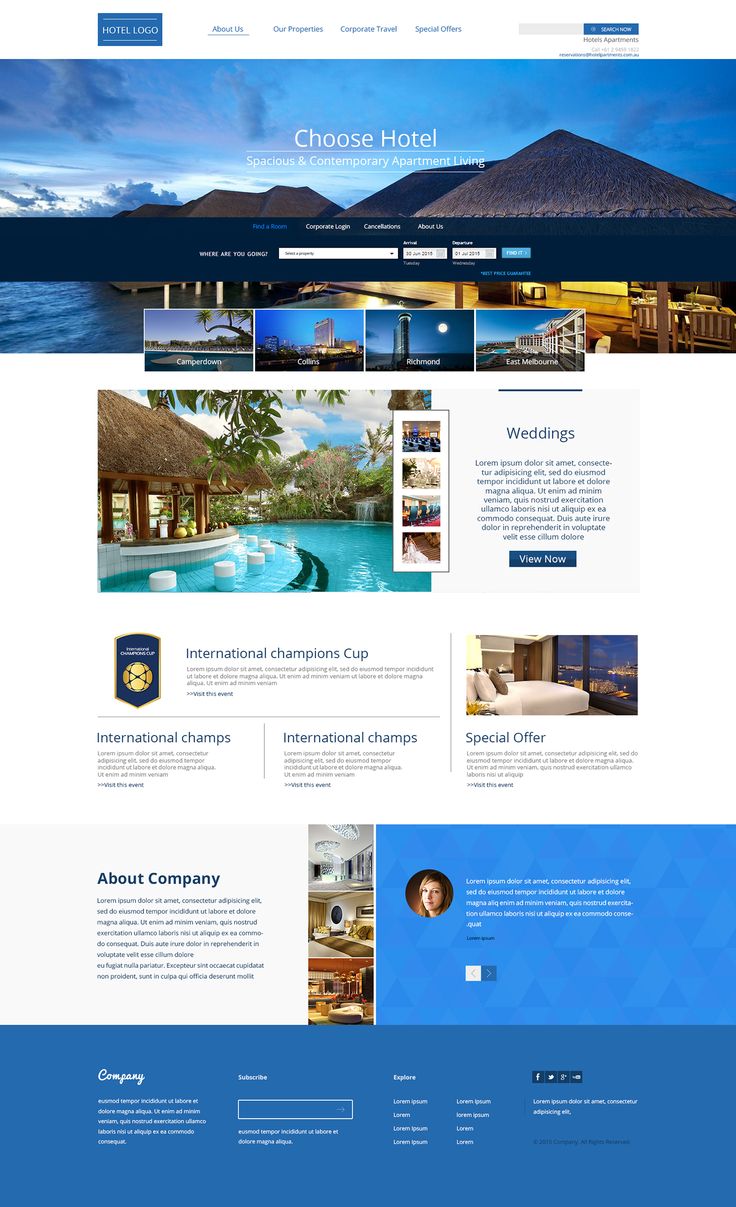 HOTEL LOGO
About Us
Our Properties
Corporate Travel
Special Offers
SEARCH NOW
Hotels Apartments
Call +61 2 9499 1822
reservations@hotelpartments.com.au
Choose Hotel
Spacious & Contemporary Apartment Living
Find a Room
Corporate Login
Cancellations
About Us
WHERE ARE YOU GOING?
Select a property
Arrival
30 Jun 2015
Tuesday
Departure
01 Jul 2015
Wednesday
FIND IT >
*BEST PRICE GUARANTEE
Camperdown
Collins
Richmond
East Melbourne
Weddings
Lorem ipsum dolor sit amet, consecte-
tur adipisicing elit, sed do eiusmod
tempor incididunt ut labore et dolore
magna aliqua. Ut enim ad minim
veniam, quis nostrud exercitation
ullamco laboris nisi ut aliquip ex ea
commodo consequat. Duis aute irure
dolor in reprehenderit in voluptate
velit esse cillum dolore
View Now
International
CHAMPIONS CUP
International champions Cup
Lorem ipsum dolor sit amet, consectetur adipisicing elit, sed do eiusmod tempor
incididunt ut labore et dolore magna aliqua. Ut enim ad minim veniam incididunt ut
labore et dolore magna
aliqua. Ut enim ad minim veniam
>>Visit this event
International champs
Lorem ipsum dolor sit amet, consectetur
adipisicing elit, sed do eiusmod tempor
incididunt ut labore et dolore magna aliqua.
Ut enim ad minim veniam
>>Visit this event
International champs
Lorem ipsum dolor sit amet, consectetur
adipisicing elit, sed do eiusmod tempor
incididunt ut labore et dolore magna aliqua.
Ut enim ad minim veniam
>>Visit this event
Special Offer
Lorem ipsum dolor sit amet, consectetur
adipisicing elit, sed do eiusmod tempor
incididunt ut labore et dolore magna aliqua. Ut enim ad minim
veniam, quis nostrud exercitation ullamco
laboris nisi ut aliquip
>>Visit this event
About Company
Lorem ipsum dolor sit amet, consectetur adipisicing
elit, sed do eiusmod
tempor incididunt ut labore et dolore
magna aliqua. Ut enim ad minim veniam, quis nostrud
exercitation ullamco laboris nisi ut aliquip ex ea commo-
do consequat. Duis aute irure dolor in reprehenderit in
voluptate velit esse cillum dolore
eu fugiat nulla pariatur. Excepteur sint occaecat cupidatat
non proident, sunt in culpa qui officia deserunt mollit
Lorem ipsum dolor sit amet, consectetur adipisicing elit, sed do eiusmod
tempor incididunt ut labore et dolore
magna aliq enim ad minim veniam, quis nostrud exercita-
tion ullamco laboris nisi ut aliquip ex ea commodo conse-
.quat
Lorem ipsum
Company
eusmod tempor incididunt ut labore et
dolore magna aliqua. Ut enim ad minim
veniam, quis nostrud exercitation ullamco
laboris nisi ut aliquip ex ea commodo
consequat.
Subscribe
eusmod tempor incididunt ut labore et
dolore magna aliqua.
Explore
Lorem ipsum
Lorem
Lorem Ipsum
Lorem Ipsum
Lorem Ipsum
lorem ipsum
Lorem
Lorem
f
g+
You
Lorem ipsum dolor sit amet, consectetur
adipisicing elit,
© 2015 Company. All Rights Reserved